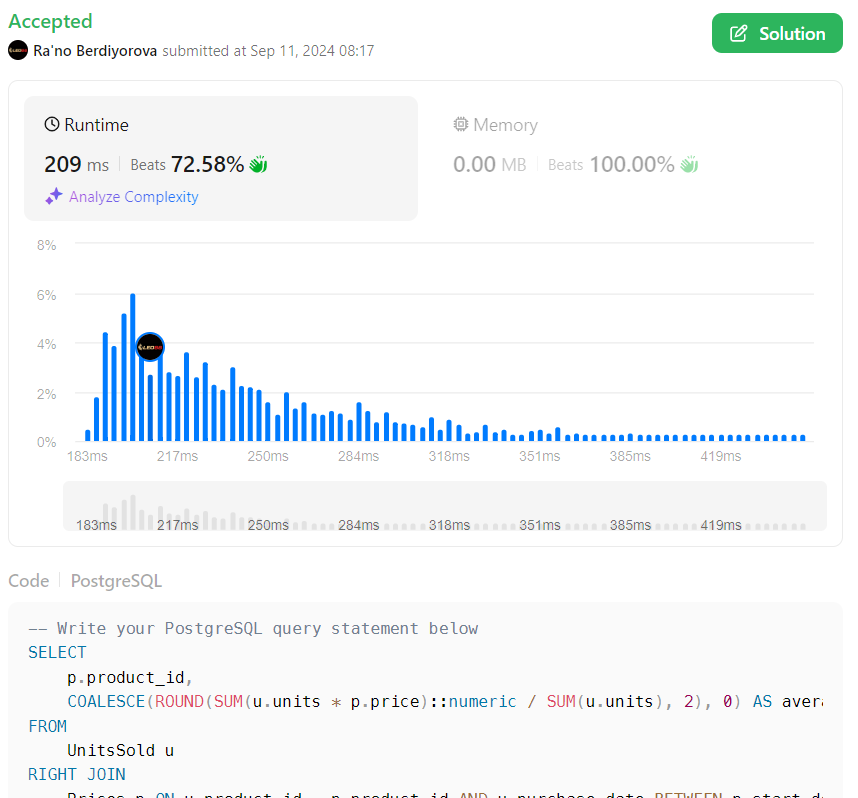 Accepted
Ra'no Berdiyorova submitted at Sep 11, 2024 08:17
Solution
Runtime
209 ms Beats 72.58%
Analyze Complexity
Memory
0.00 MB Beats 100.00%
8%
6%
4%
2%
0%
183ms 217ms 250ms 284ms 318ms 351ms 385ms 419ms
183ms 217ms 250ms 284ms 318ms 351ms 385ms 419ms
Code PostgreSQL
-- Write your PostgreSQL query statement below
SELECT
p.product_id,
COALESCE(ROUND(SUM(u.units * p.price)::numeric / SUM(u.units), 2), 0) AS avera
FROM
UnitsSold u
RIGHT JOIN